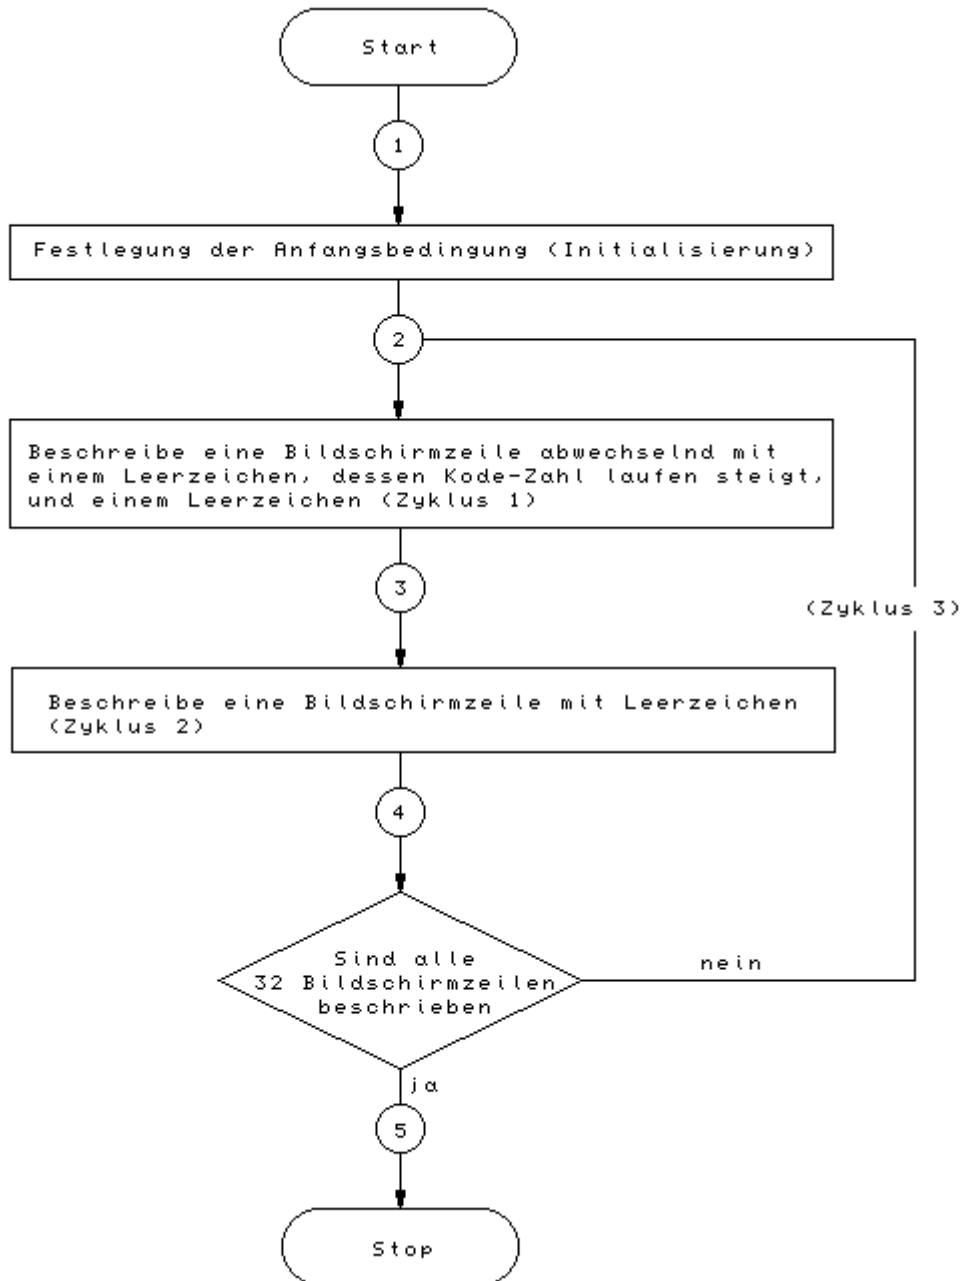 Start
1
Festlegung der Anfangsbedingung (Initialisierung)
2
Beschreibe eine Bildschirmzeile abwechselnd mit
einem Leerzeichen, dessen Kode-Zahl laufen steigt,
und einem Leerzeichen (Zyklus 1)
3
(Zyklus 3)
Beschreibe eine Bildschirmzeile mit Leerzeichen
(Zyklus 2)
4
Sind alle
32 Bildschirmzeilen
beschrieben
nein
ja
5
Stop